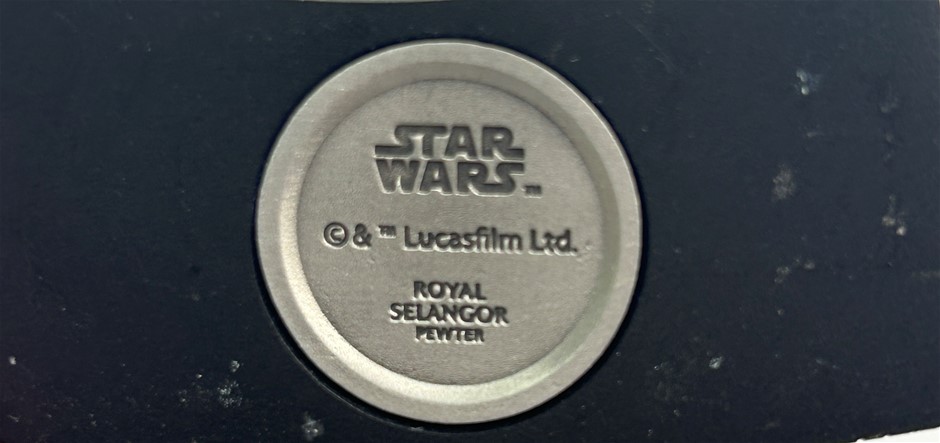 STAR
WARS™
©&™ Lucasfilm Ltd.
ROYAL
SELANGOR
PEWTER